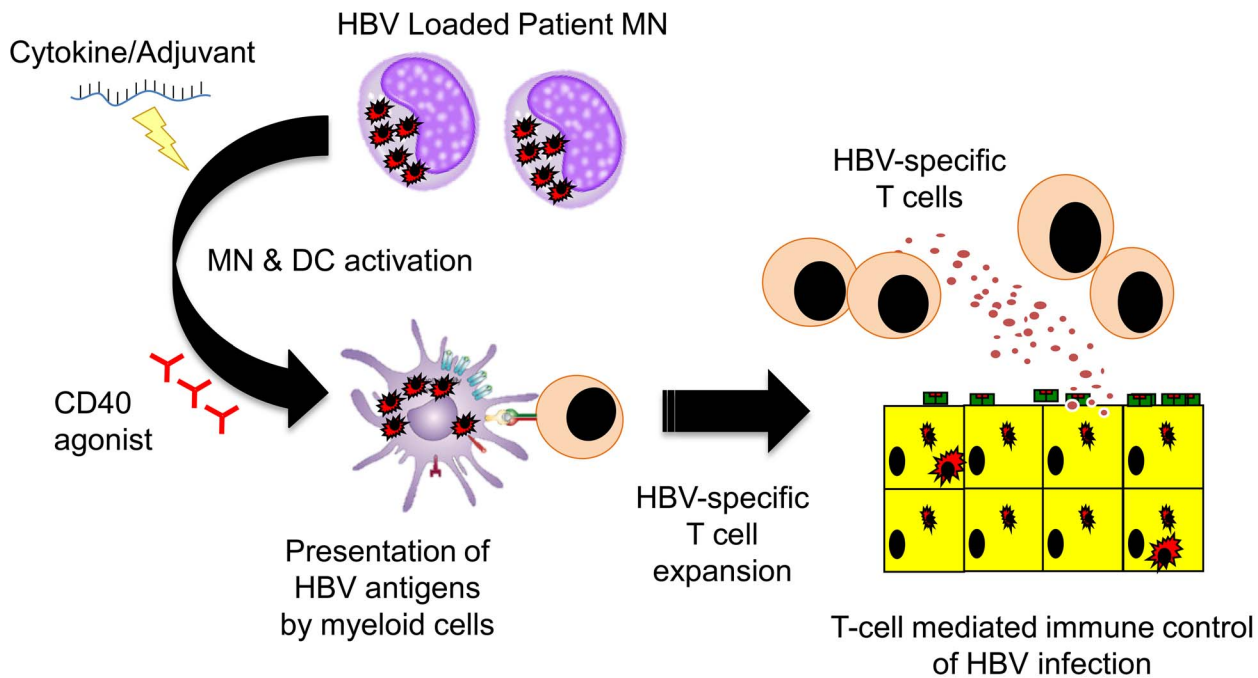 HBV Loaded Patient MN
Cytokine/Adjuvant
MN & DC activation
CD40
agonist
Presentation of
HBV antigens
by myeloid cells
HBV-specific
T cell
expansion
HBV-specific
T cells
T-cell mediated immune control
of HBV infection